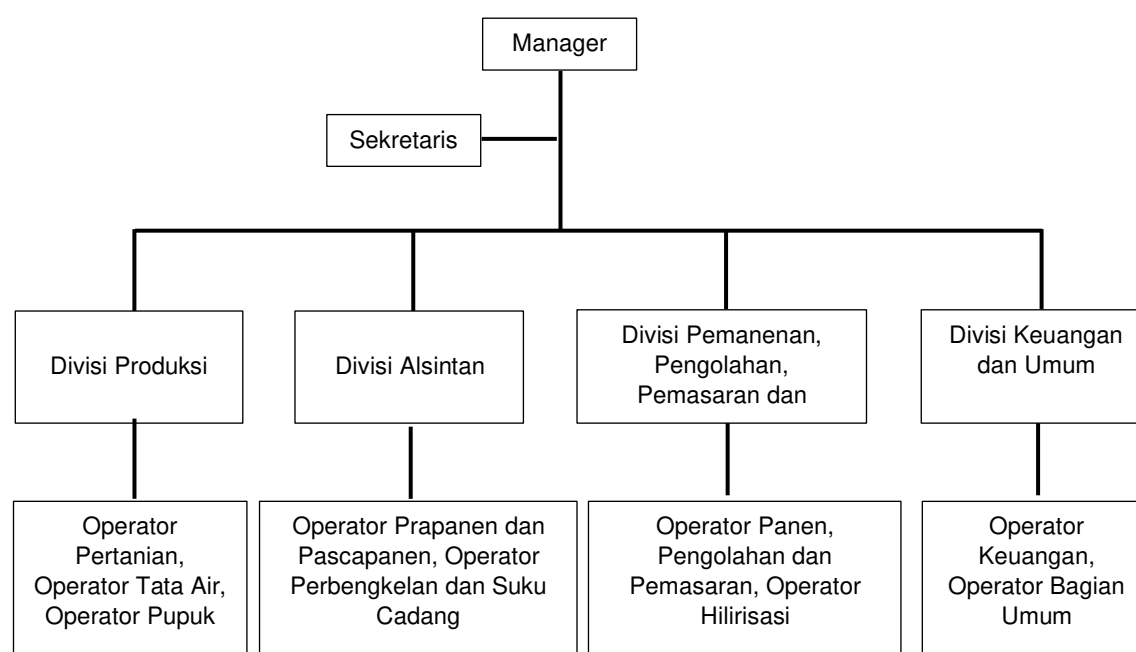 Manager
Sekretaris
Divisi Produksi
Divisi Alsintan
Divisi Pemanenan,
Pengolahan,
Pemasaran dan
Divisi Keuangan
dan Umum
Operator
Pertanian,
Operator Tata Air,
Operator Pupuk
Operator Prapanen dan
Pascapanen, Operator
Perbengkelan dan Suku
Cadang
Operator Panen,
Pengolahan dan
Pemasaran, Operator
Hilirisasi
Operator
Keuangan,
Operator Bagian
Umum